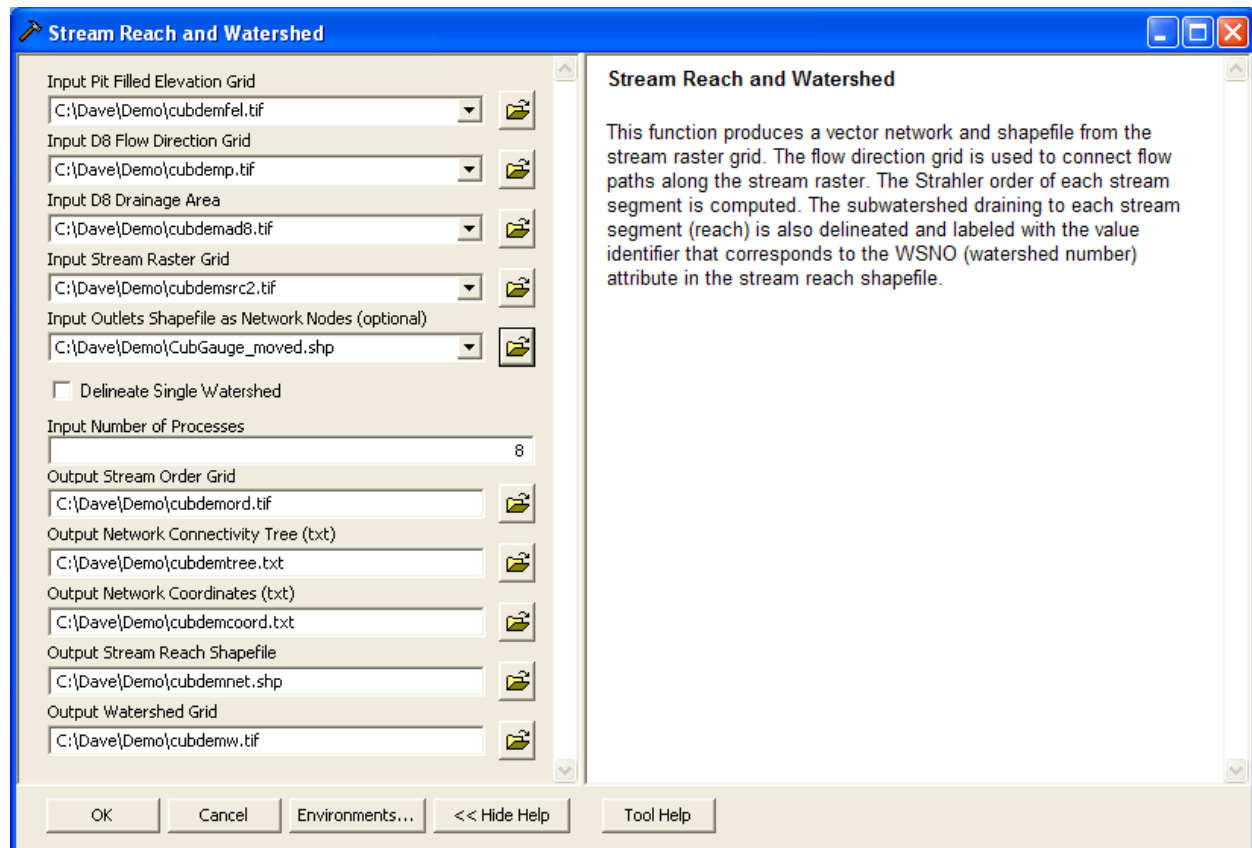 Stream Reach and Watershed
Input Pit Filled Elevation Grid
C:\Dave\Demo\cubdemfel.tif
Input D8 Flow Direction Grid
C:\Dave\Demo\cubdemp.tif
Input D8 Drainage Area
C:\Dave\Demo\cubdemad8.tif
Input Stream Raster Grid
C:\Dave\Demo\cubdemsrc2.tif
Input Outlets Shapefile as Network Nodes (optional)
C:\Dave\Demo\CubGauge_moved.shp
Delineate Single Watershed
Input Number of Processes
8
Output Stream Order Grid
C:\Dave\Demo\cubdemord.tif
Output Network Connectivity Tree (txt)
C:\Dave\Demo\cubdemtree.txt
Output Network Coordinates (txt)
C:\Dave\Demo\cubdemcoord.txt
Output Stream Reach Shapefile
C:\Dave\Demo\cubdemnet.shp
Output Watershed Grid
C:\Dave\Demo\cubdemw.tif
Stream Reach and Watershed
This function produces a vector network and shapefile from the
stream raster grid. The flow direction grid is used to connect flow
paths along the stream raster. The Strahler order of each stream
segment is computed. The subwatershed draining to each stream
segment (reach) is also delineated and labeled with the value
identifier that corresponds to the WSNO (watershed number)
attribute in the stream reach shapefile.
OK Cancel Environments... << Hide Help Tool Help